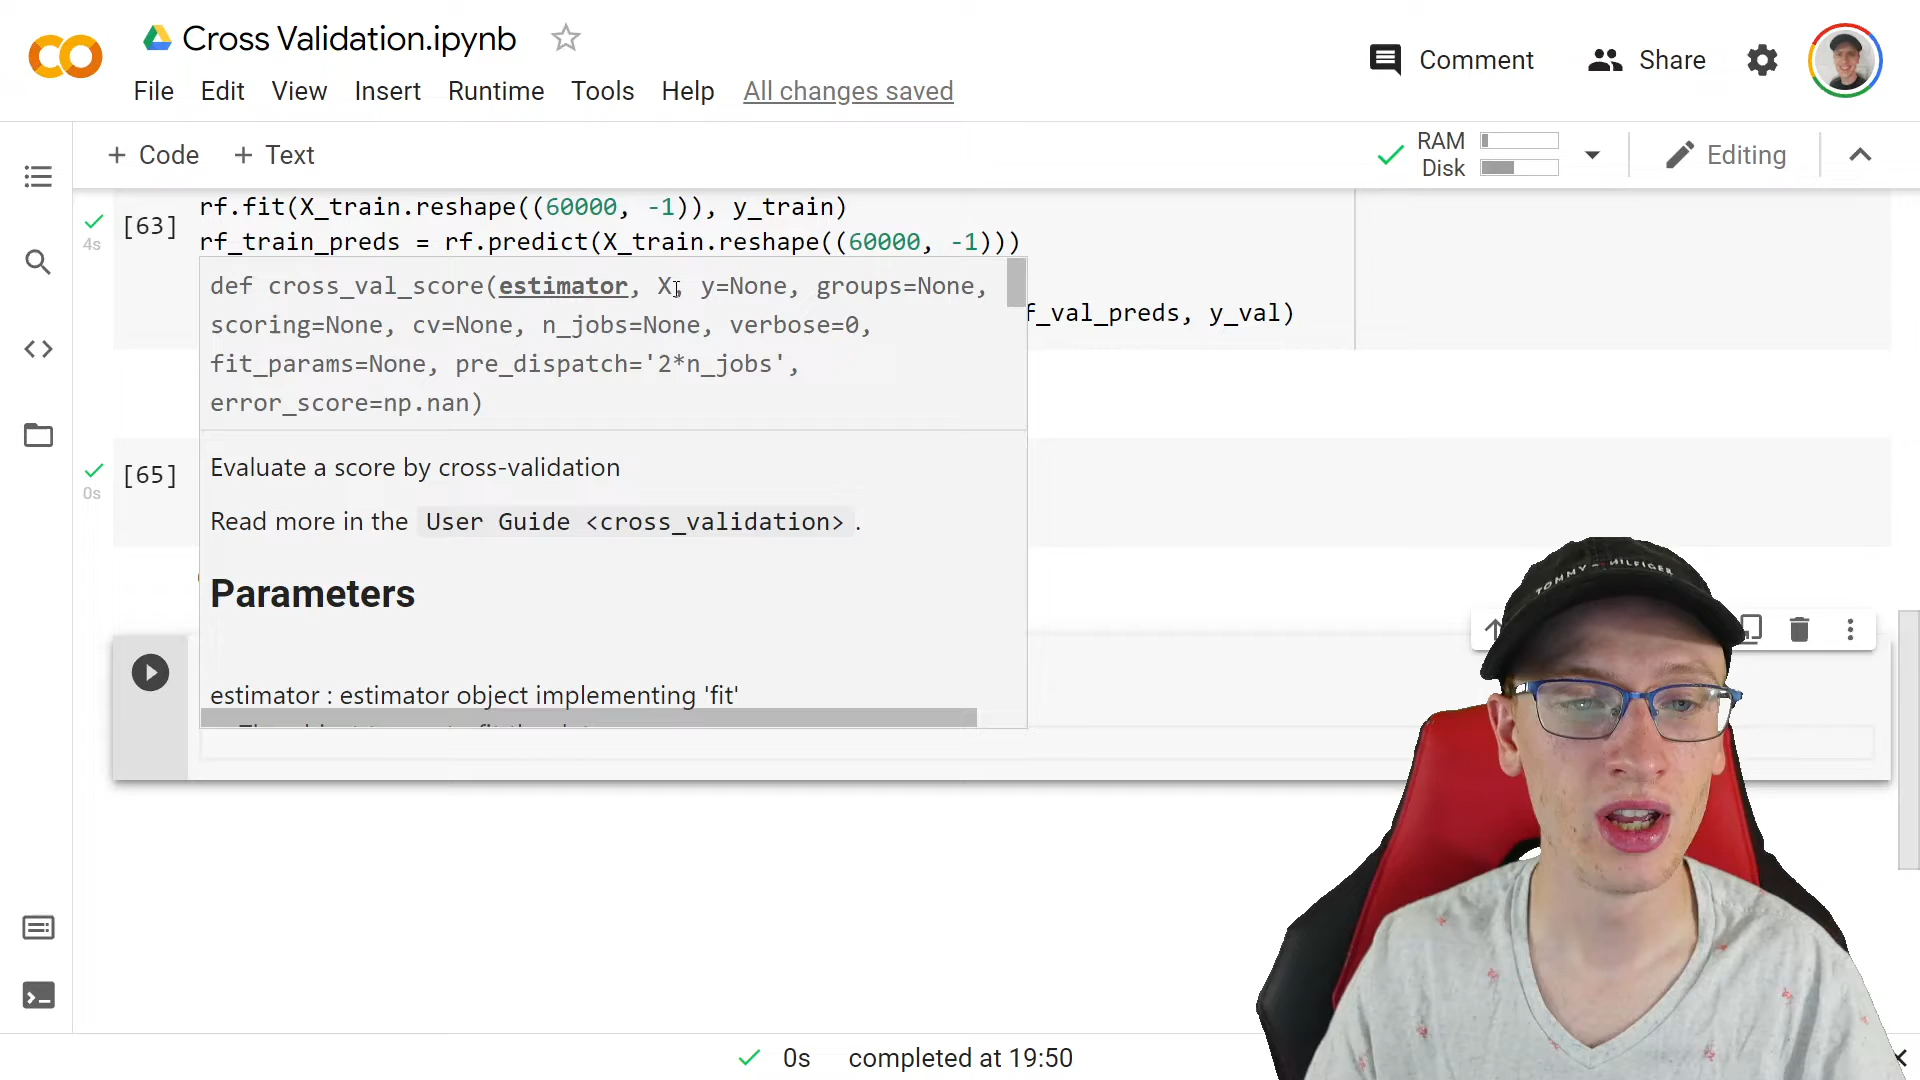 Cross Validation.ipynb
Comment
Share
File Edit View Insert Runtime Tools Help All changes saved
+ Code + Text
RAM
Disk
Editing
[63]
4s
rf.fit(X_train.reshape((60000, -1)), y_train)
rf_train_preds = rf.predict(X_train.reshape((60000, -1)))
def cross_val_score(estimator, X, y=None, groups=None,
scoring=None, cv=None, n_jobs=None, verbose=0,
fit_params=None, pre_dispatch='2*n_jobs',
error_score=np.nan)
f_val_preds, y_val)
Evaluate a score by cross-validation
[65]
0s
Read more in the User Guide <cross_validation> .
Parameters
estimator : estimator object implementing 'fit'
TOMMY HILFIGER
0s completed at 19:50